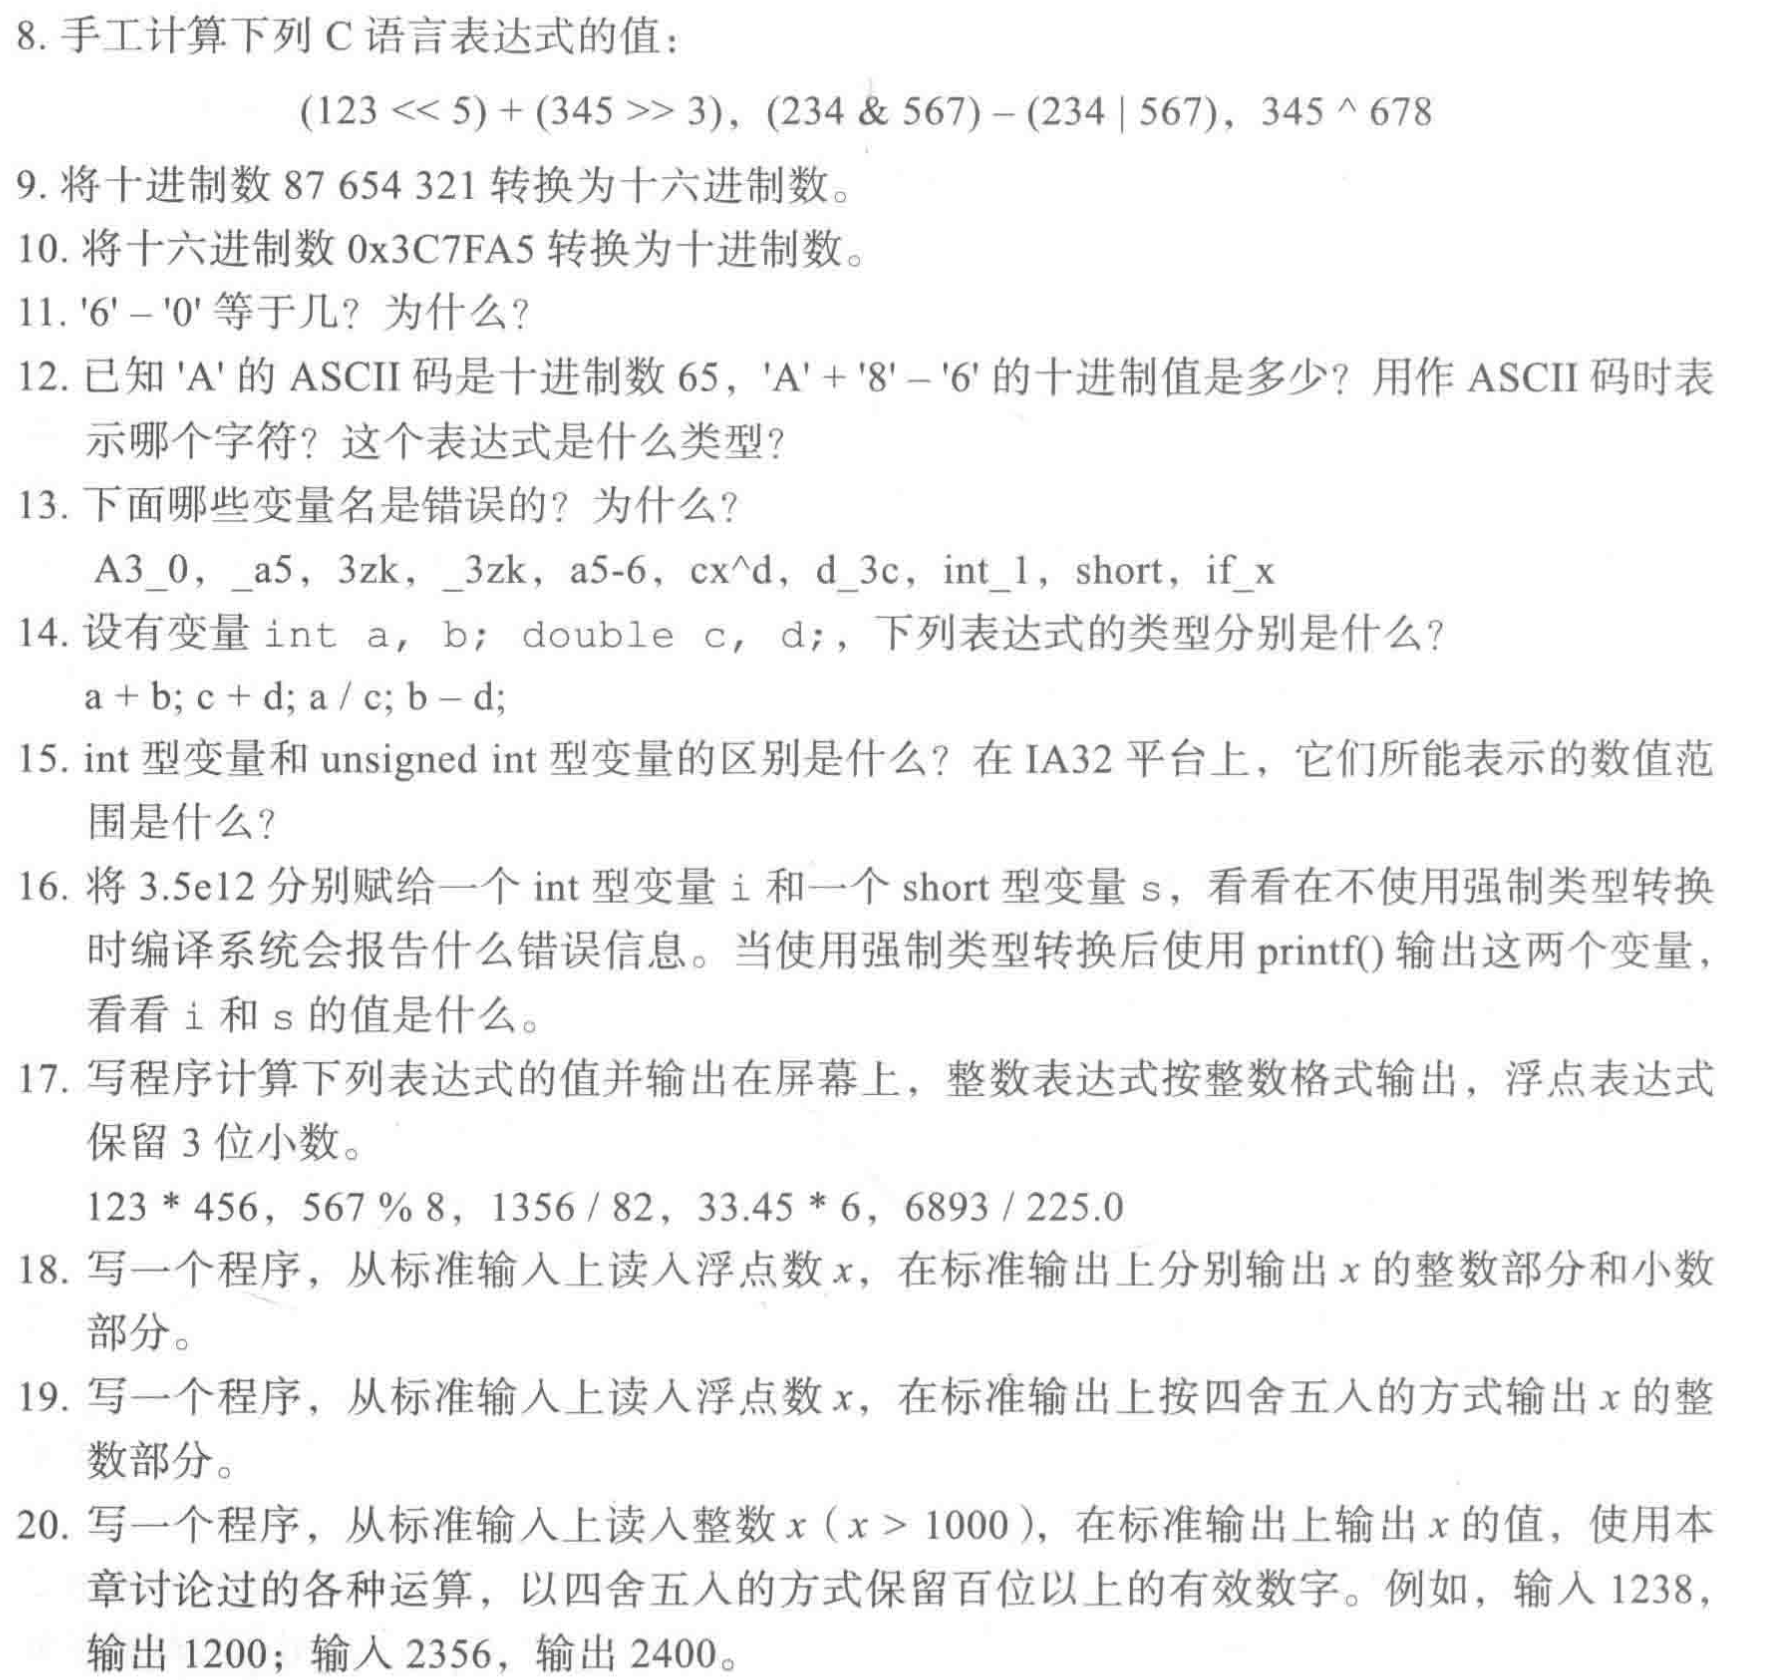 8. 手工计算下列 C 语言表达式的值：
(123 << 5) + (345 >> 3)，(234 & 567) – (234 | 567)，345 ^ 678
9. 将十进制数 87 654 321 转换为十六进制数。
10. 将十六进制数 0x3C7FA5 转换为十进制数。
11. '6' – '0' 等于几？为什么？
12. 已知 'A' 的 ASCII 码是十进制数 65，'A' + '8' – '6' 的十进制值是多少？用作 ASCII 码时表
示哪个字符？这个表达式是什么类型？
13. 下面哪些变量名是错误的？为什么？
A3_0，_a5，3zk，_3zk，a5-6，cx^d，d_3c，int_1，short，if_x
14. 设有变量 int a, b; double c, d;，下列表达式的类型分别是什么？
a + b; c + d; a / c; b – d;
15. int 型变量和 unsigned int 型变量的区别是什么？在 IA32 平台上，它们所能表示的数值范
围是什么？
16. 将 3.5e12 分别赋给一个 int 型变量 i 和一个 short 型变量 s，看看在不使用强制类型转换
时编译系统会报告什么错误信息。当使用强制类型转换后使用 printf() 输出这两个变量，
看看 i 和 s 的值是什么。
17. 写程序计算下列表达式的值并输出在屏幕上，整数表达式按整数格式输出，浮点表达式
保留 3 位小数。
123 * 456，567 % 8，1356 / 82，33.45 * 6，6893 / 225.0
18. 写一个程序，从标准输入上读入浮点数 x，在标准输出上分别输出 x 的整数部分和小数
部分。
19. 写一个程序，从标准输入上读入浮点数 x，在标准输出上按四舍五入的方式输出 x 的整
数部分。
20. 写一个程序，从标准输入上读入整数 x（x > 1000），在标准输出上输出 x 的值，使用本
章讨论过的各种运算，以四舍五入的方式保留百位以上的有效数字。例如，输入 1238，
输出 1200；输入 2356，输出 2400。